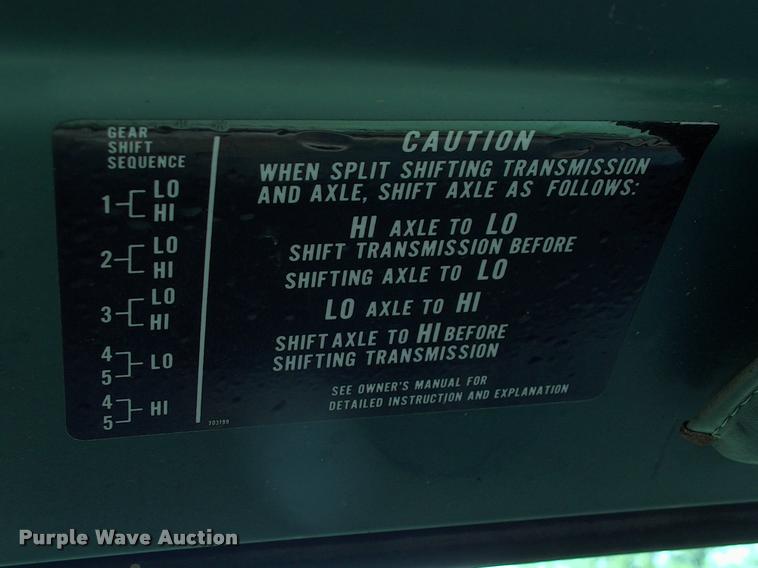 GEAR
SHIFT
SEQUENCE
1 LO
HI
2 LO
HI
3 LO
HI
4
5 LO
4
5 HI
703799
CAUTION
WHEN SPLIT SHIFTING TRANSMISSION
AND AXLE, SHIFT AXLE AS FOLLOWS:
HI AXLE TO LO
SHIFT TRANSMISSION BEFORE
SHIFTING AXLE TO LO
LO AXLE TO HI
SHIFT AXLE TO HI BEFORE
SHIFTING TRANSMISSION
SEE OWNER'S MANUAL FOR
DETAILED INSTRUCTION AND EXPLANATION
Purple Wave Auction